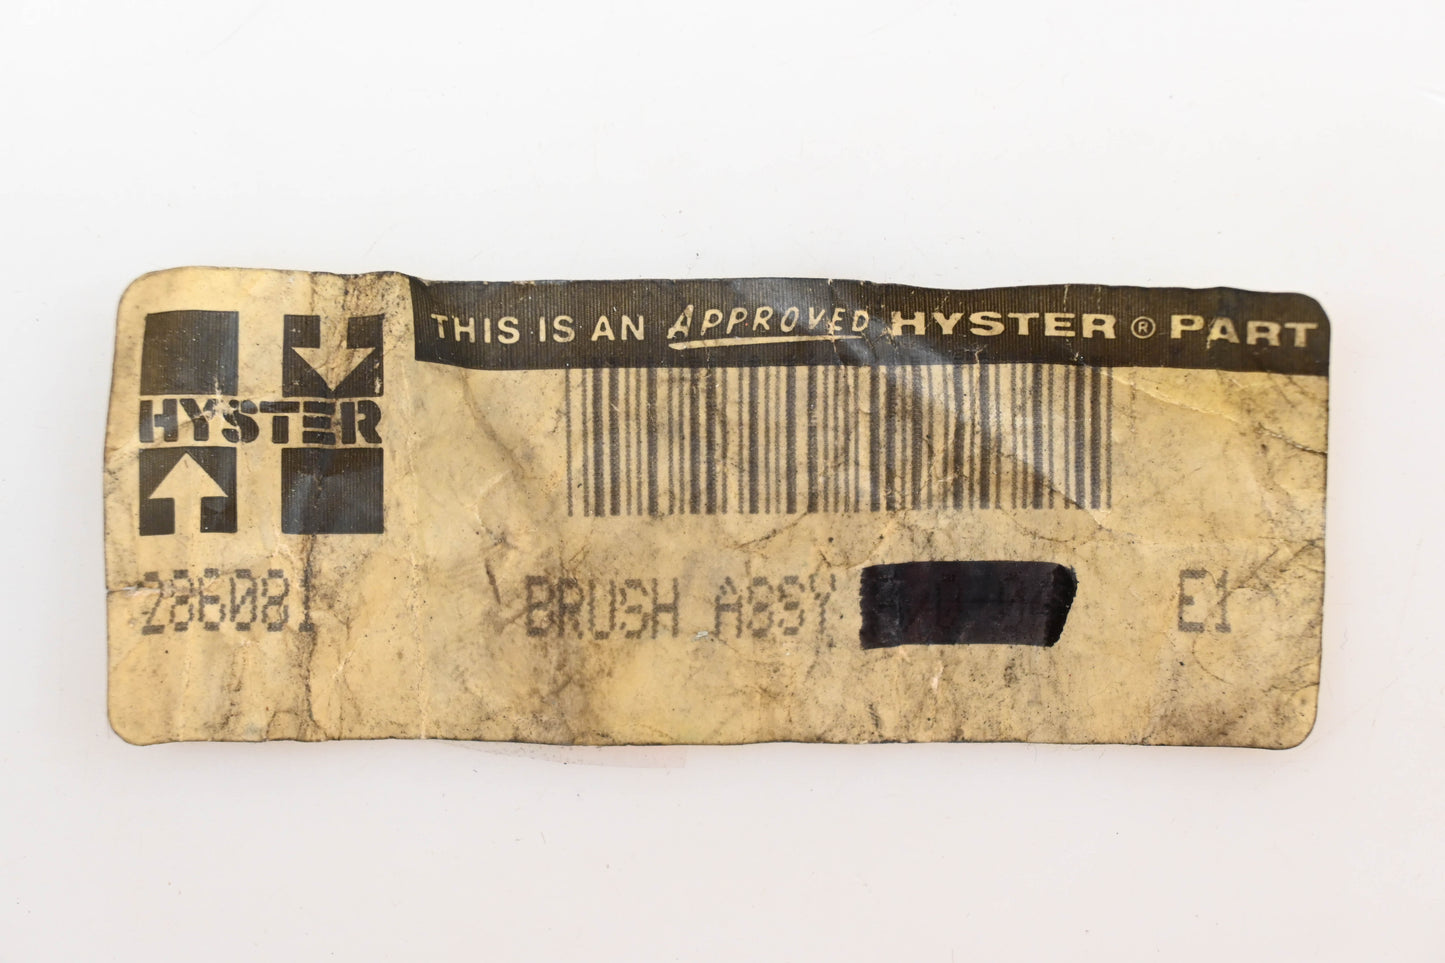 THIS IS AN APPROVED HYSTER® PART
HYSTER
286081 BRUSH ASSY E1